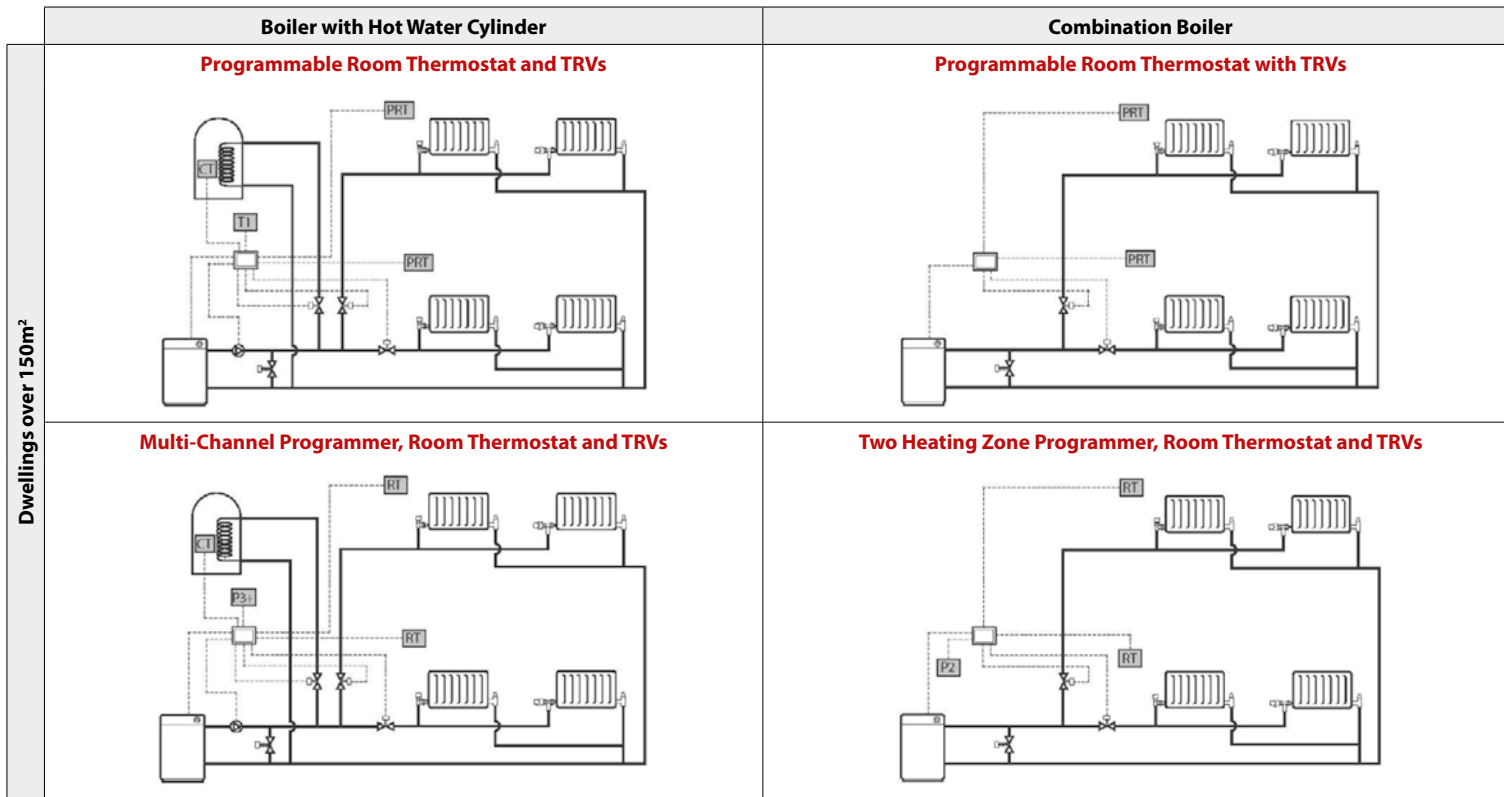 Boiler with Hot Water Cylinder
Combination Boiler
Dwellings over 150m²
Programmable Room Thermostat and TRVs
PRT
CT
T1
PRT
Programmable Room Thermostat with TRVs
PRT
PRT
Multi-Channel Programmer, Room Thermostat and TRVs
RT
CT
P3+
RT
Two Heating Zone Programmer, Room Thermostat and TRVs
RT
P2
RT